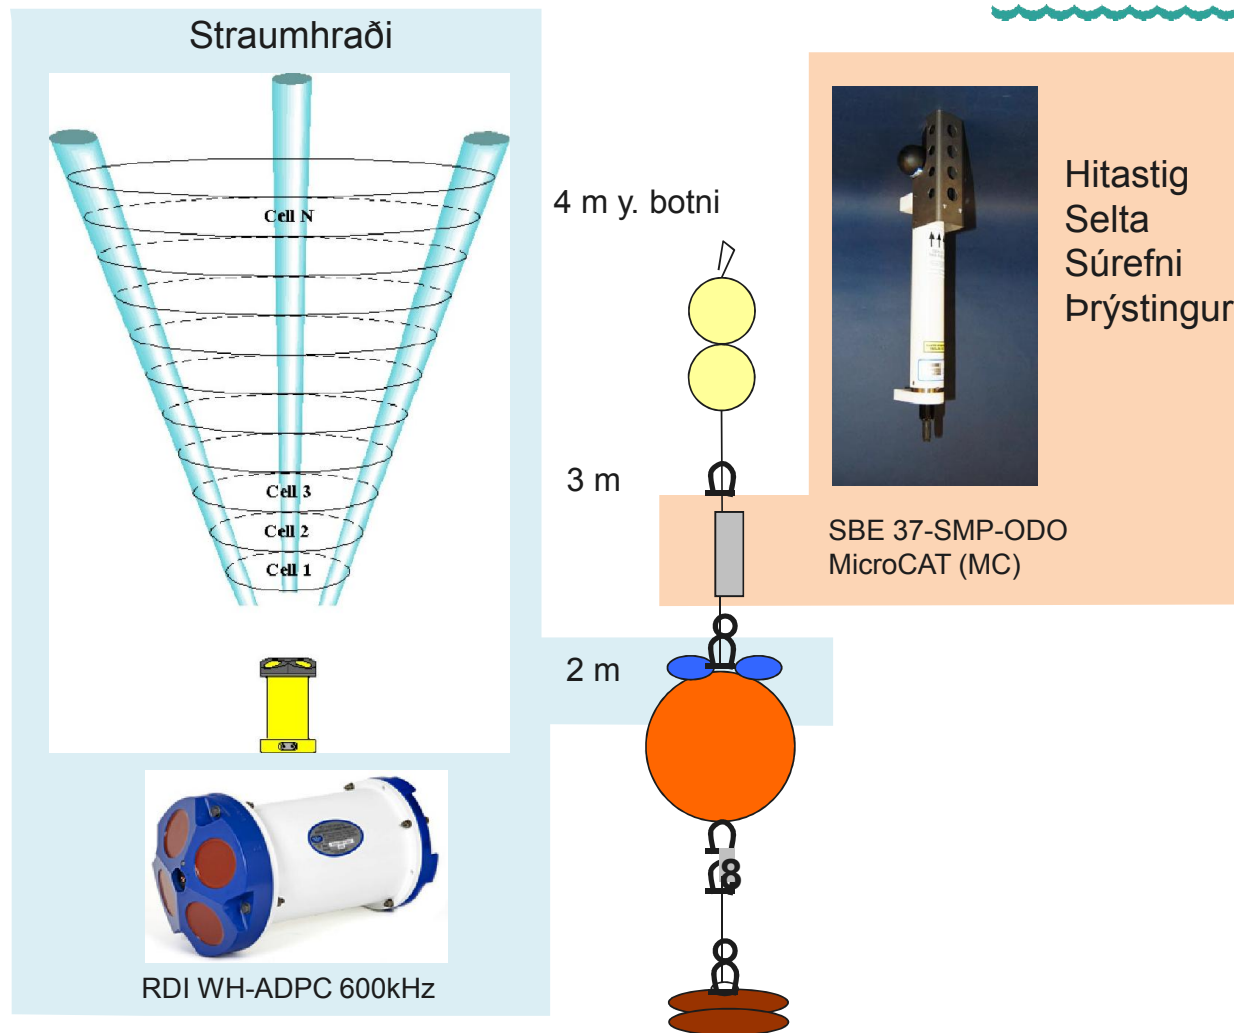 Straumhraði
Cell N
Cell 3
Cell 2
Cell 1
RDI WH-ADPC 600kHz
4 m y. botni
3 m
2 m
8
Hitastig
Selta
Súrefni
Þrýstingur
SBE 37-SMP-ODO
MicroCAT (MC)